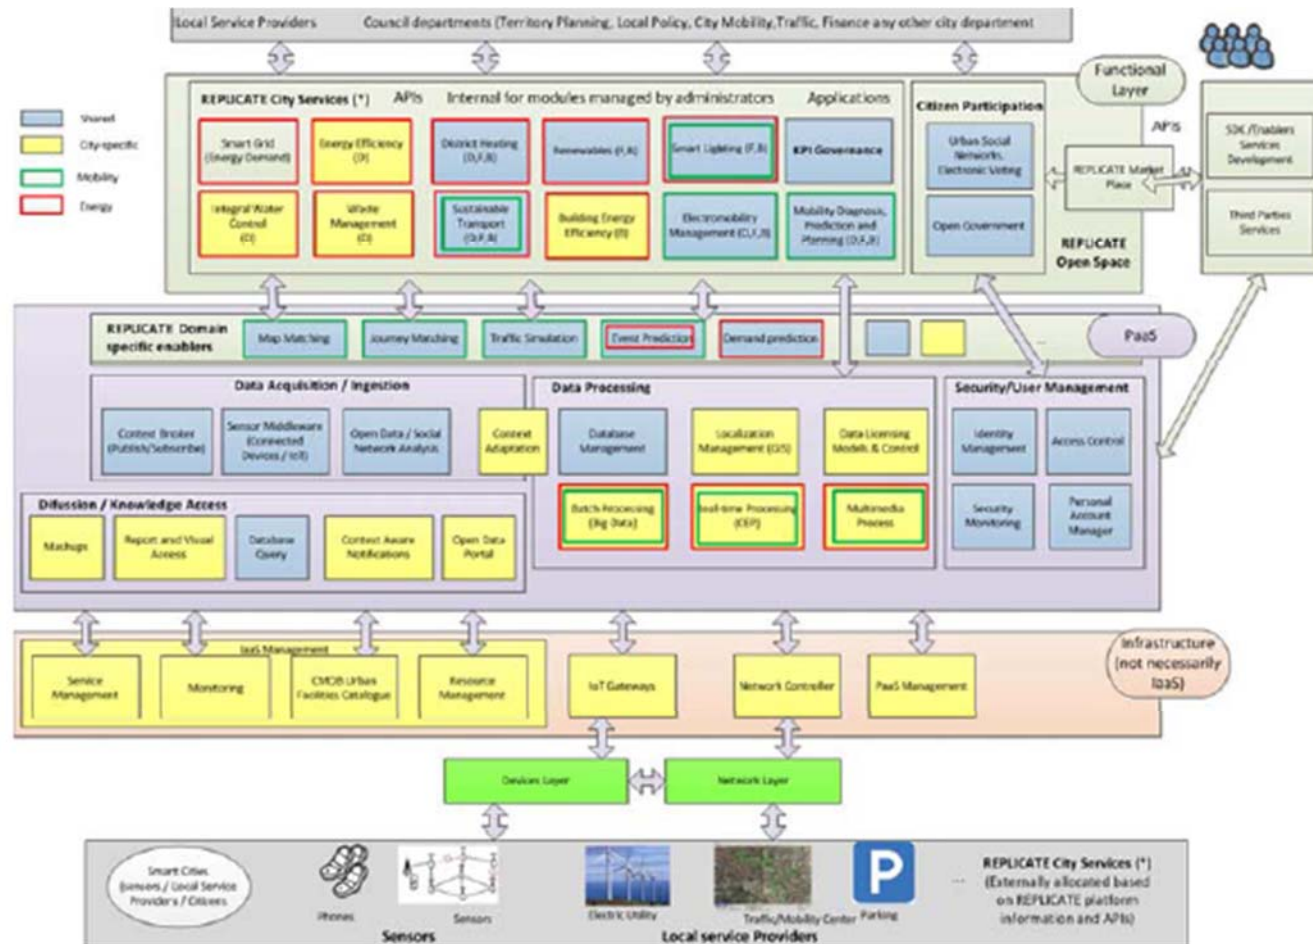 Local Service Providers
Council departments (Territory Planning, Local Policy, City Mobility,Traffic, Finance any other city department
Functional
Layer
Shared
City-specific
Mobility
Energy
REPLICATE City Services (*)
APIs
Internal for modules managed by administrators
Applications
Smart Grid
(Energy Demand)
Energy Efficiency
(D)
District Heating
(D,F,B)
Renewables (F,B)
Smart Lighting (F,B)
KPI Governance
Integral Water
Control
(D)
Waste
Management
(D)
Sustainable
Transport
(D,F,B)
Building Energy
Efficiency (B)
Electromobility
Management (D,F,B)
Mobility Diagnosis,
Prediction and
Planning (D,F,B)
Citizen Participation
Urban Social
Networks,
Electronic Voting
Open Government
APIs
REPLICATE Market
Place
REPLICATE
Open Space
SDK/Enablers
Services
Development
Third Parties
Services
REPLICATE Domain
specific enablers
Map Matching
Journey Matching
Traffic Simulation
Event Prediction
Demand prediction
...
PaaS
Data Acquisition / Ingestion
Context Broker
(Publish/Subscribe)
Sensor Middleware
(Connected
Devices / IoT)
Open Data / Social
Network Analysis
Context
Adaptation
Data Processing
Database
Management
Localization
Management (GIS)
Data Licensing
Models & Control
Batch Processing
(Big Data)
Real-time Processing
(CEP)
Multimedia
Process
Security/User Management
Identity
Management
Access Control
Security
Monitoring
Personal
Account
Manager
Difussion / Knowledge Access
Mashups
Report and Visual
Access
Database
Query
Context Aware
Notifications
Open Data
Portal
IaaS Management
Service
Management
Monitoring
CMDB Urban
Facilities Catalogue
Resource
Management
IoT Gateways
Network Controller
PaaS Management
Infrastructure
(not necessarily
IaaS)
Devices Layer
Network Layer
Smart Cities
(sensors / Local Service
Providers / Citizens
Phones
Sensors
Electric Utility
Traffic/Mobility Center
P
Parking
...
REPLICATE City Services (*)
(Externally allocated based
on REPLICATE platform
information and APIs)
Sensors
Local service Providers